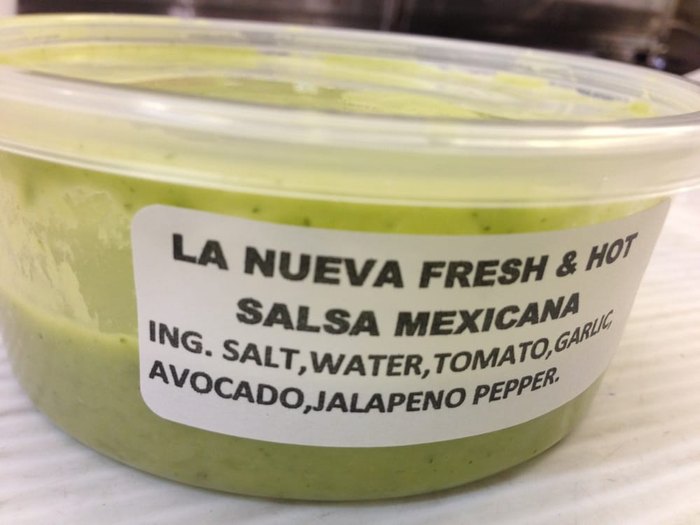 LA NUEVA FRESH & HOT
SALSA MEXICANA
ING. SALT,WATER,TOMATO,GARLIC,
AVOCADO,JALAPENO PEPPER.